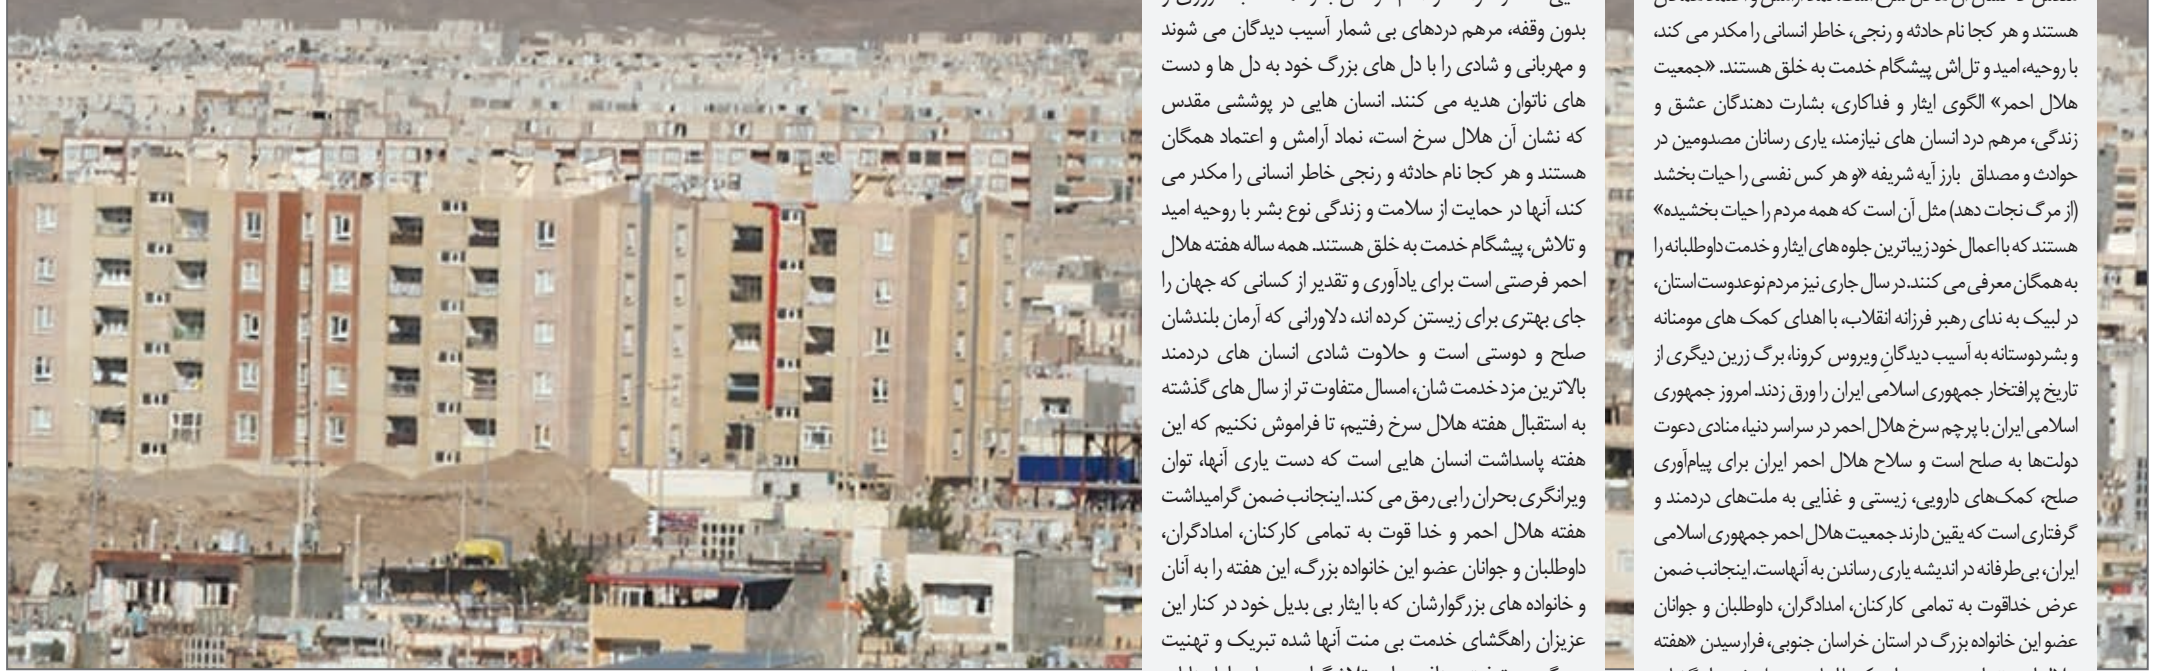 هستند و هر کجا نام حادثه و رنجی، خاطر انسانی را مکدر می کند،
با روحیه، امید و تلاش پیشگام خدمت به خلق هستند. «جمعیت
هلال احمر» الگوی ایثار و فداکاری، بشارت دهندگان عشق و
زندگی، مرهم درد انسان های نیازمند، یاری رسانان مصدومین در
حوادث و مصداق بارز آیه شریفه «و هر کس نفسی را حیات بخشد
(از مرگ نجات دهد) مثل آن است که همه مردم را حیات بخشیده»
هستند که با اعمال خود زیباترین جلوه های ایثار و خدمت داوطلبانه را
به همگان معرفی می کنند. در سال جاری نیز مردم نوعدوست استان،
در لبیک به ندای رهبر فرزانه انقلاب، با اهدای کمک های مومنانه
و بشردوستانه به آسیب دیدگانِ ویروس کرونا، برگ زرین دیگری از
تاریخ پرافتخار جمهوری اسلامی ایران را ورق زدند. امروز جمهوری
اسلامی ایران با پرچم سرخ هلال احمر در سراسر دنیا، منادی دعوت
دولت‌ها به صلح است و سلاح هلال احمر ایران برای پیام‌آوری
صلح، کمک‌های دارویی، زیستی و غذایی به ملت‌های دردمند و
گرفتاری است که یقین دارند جمعیت هلال احمر جمهوری اسلامی
ایران، بی‌طرفانه در اندیشه یاری رساندن به آنهاست. اینجانب ضمن
عرض خداقوت به تمامی کارکنان، امدادگران، داوطلبان و جوانان
عضو این خانواده بزرگ در استان خراسان جنوبی، فرارسیدن «هفته
بدون وقفه، مرهم دردهای بی شمار آسیب دیدگان می شوند
و مهربانی و شادی را با دل های بزرگ خود به دل ها و دست
های ناتوان هدیه می کنند. انسان هایی در پوششی مقدس
که نشان آن هلال سرخ است، نماد آرامش و اعتماد همگان
هستند و هر کجا نام حادثه و رنجی خاطر انسانی را مکدر می
کند، آنها در حمایت از سلامت و زندگی نوع بشر با روحیه امید
و تلاش، پیشگام خدمت به خلق هستند. همه ساله هفته هلال
احمر فرصتی است برای یادآوری و تقدیر از کسانی که جهان را
جای بهتری برای زیستن کرده اند، دلاورانی که آرمان بلندشان
صلح و دوستی است و حلاوت شادی انسان های دردمند
بالاترین مزد خدمت شان، امسال متفاوت تر از سال های گذشته
به استقبال هفته هلال سرخ رفتیم، تا فراموش نکنیم که این
هفته پاسداشت انسان هایی است که دست یاری آنها، توان
ویرانگری بحران را بی رمق می کند. اینجانب ضمن گرامیداشت
هفته هلال احمر و خدا قوت به تمامی کارکنان، امدادگران،
داوطلبان و جوانان عضو این خانواده بزرگ، این هفته را به آنان
و خانواده های بزرگوارشان که با ایثار بی بدیل خود در کنار این
عزیزان راهگشای خدمت بی منت آنها شده تبریک و تهنیت